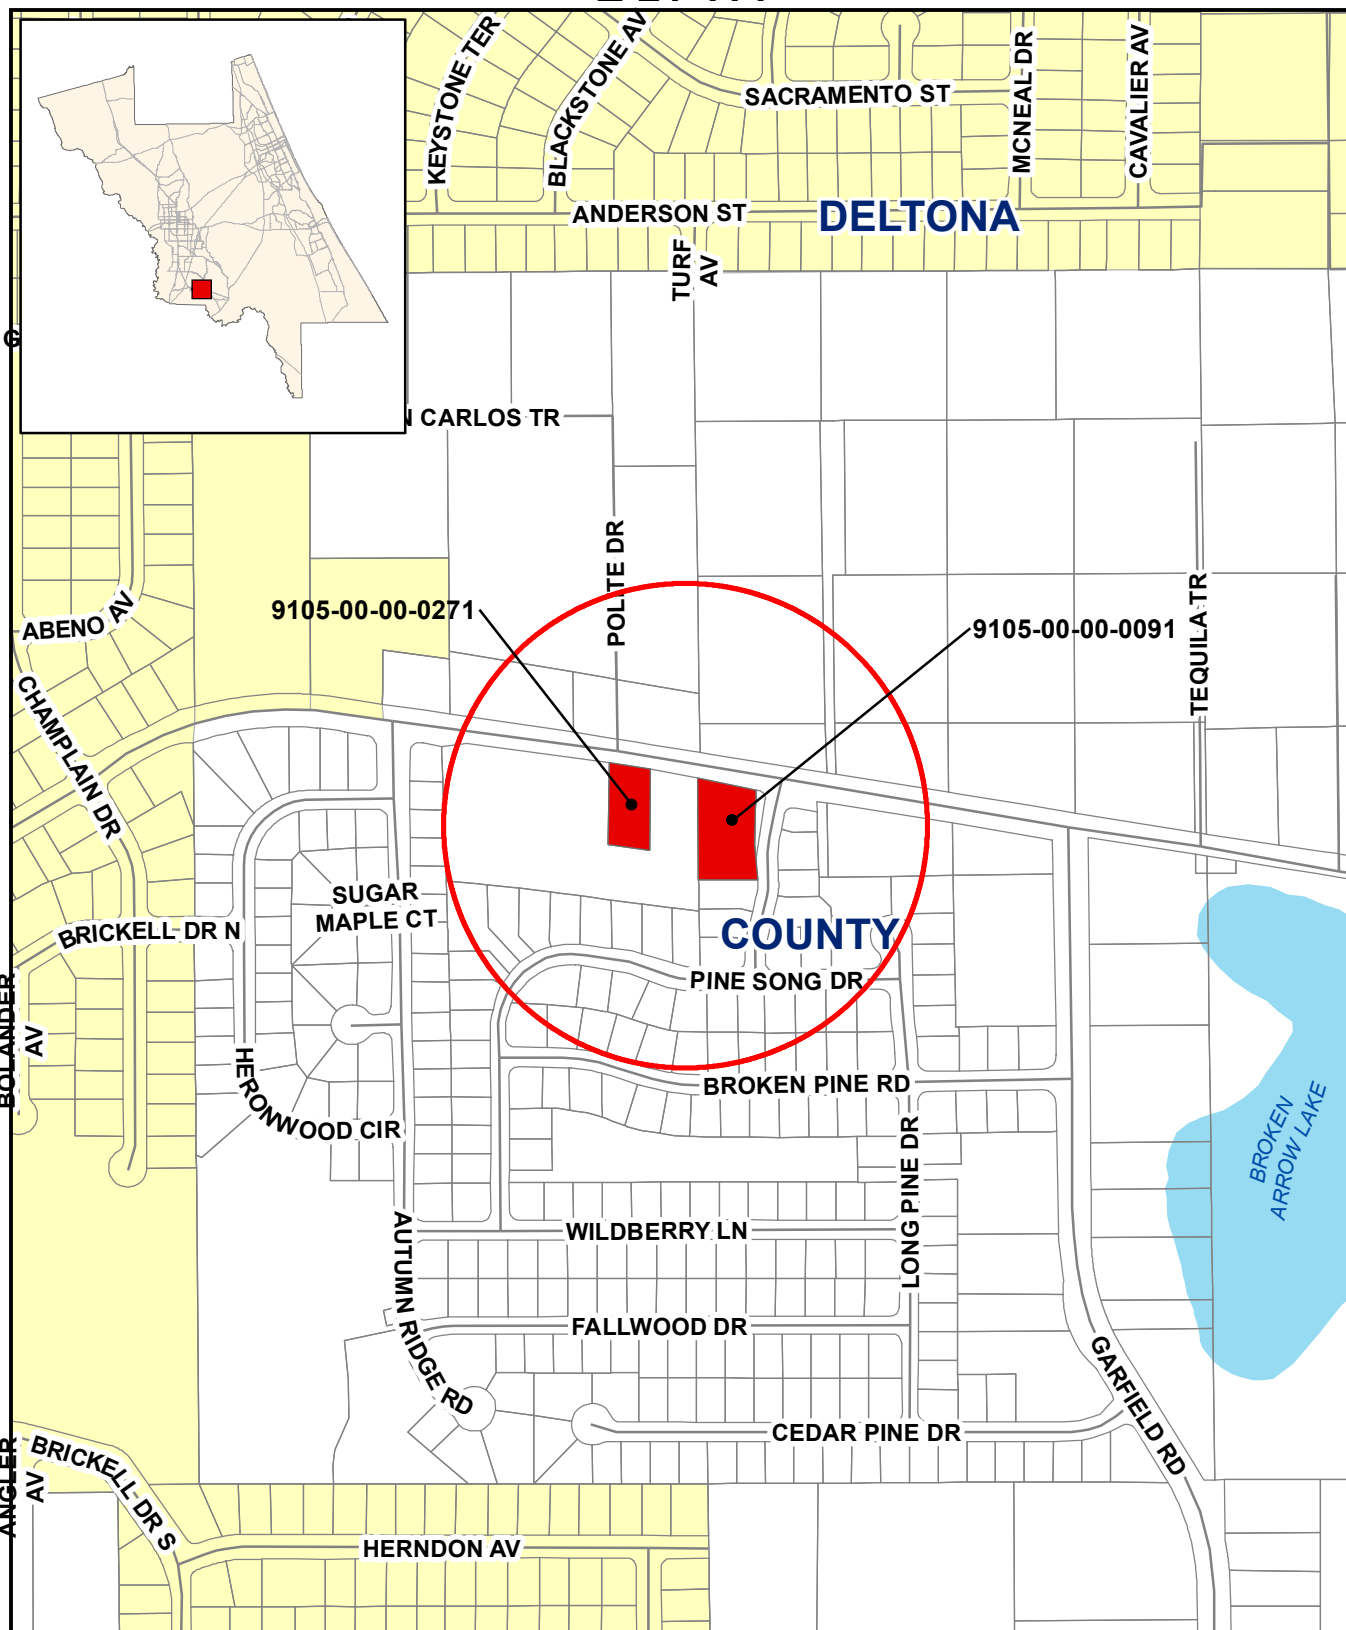 KEYSTONE TER
BLACKSTONE AV
SACRAMENTO ST
MCNEAL DR
CAVALIER AV
ANDERSON ST
DELTONA
TURF
AV
G
N CARLOS TR
POLITE DR
9105-00-00-0271
9105-00-00-0091
TEQUILA TR
ABENO AV
CHAMPLAIN DR
SUGAR
MAPLE CT
BRICKELL DR N
COUNTY
PINE SONG DR
BOLANDER
AV
HERONWOOD CIR
BROKEN PINE RD
LONG PINE DR
BROKEN
ARROW LAKE
AUTUMN RIDGE RD
WILDBERRY LN
FALLWOOD DR
GARFIELD RD
CEDAR PINE DR
ANGLER
AV
BRICKELL DR S
HERNDON AV